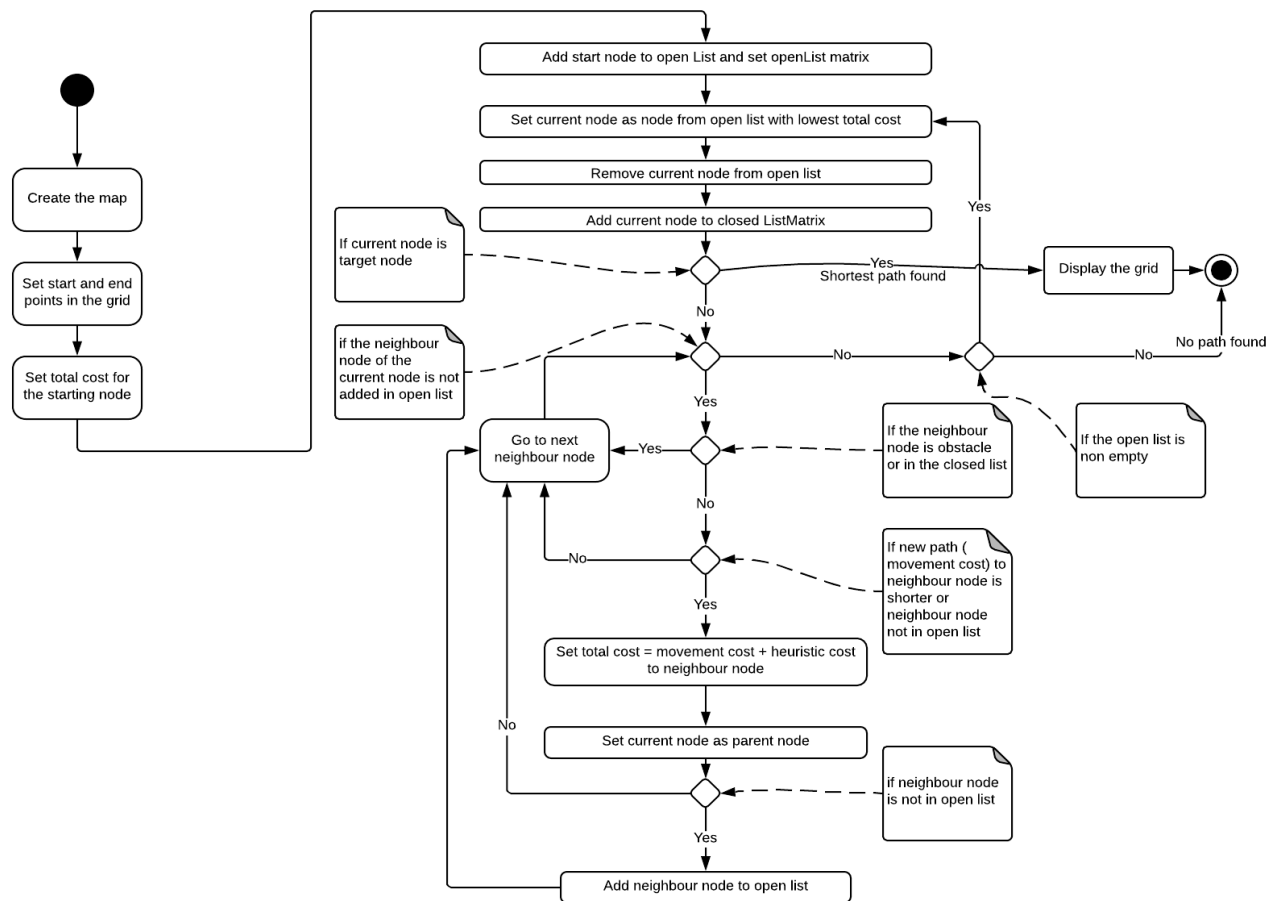 Create the map
Set start and end
points in the grid
Set total cost for
the starting node
Add start node to open List and set openList matrix
Set current node as node from open list with lowest total cost
Remove current node from open list
Add current node to closed ListMatrix
If current node is
target node
Yes
Shortest path found
Display the grid
Yes
No
if the neighbour
node of the
current node is not
added in open list
No
No
No path found
Yes
Go to next
neighbour node
Yes
If the neighbour
node is obstacle
or in the closed list
If the open list is
non empty
No
No
If new path (
movement cost) to
neighbour node is
shorter or
neighbour node
not in open list
Yes
Set total cost = movement cost + heuristic cost
to neighbour node
No
Set current node as parent node
if neighbour node
is not in open list
Yes
Add neighbour node to open list